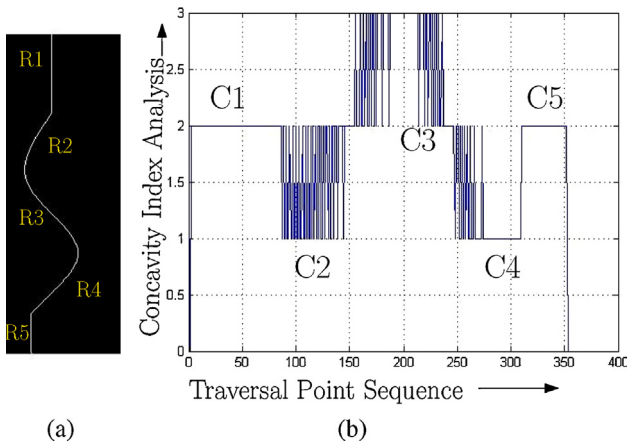 R1
R2
R3
R4
R5
(a)
Concavity Index Analysis
3
2.5
2
1.5
1
0.5
0
C1
C2
C3
C4
C5
0 50 100 150 200 250 300 350 400
Traversal Point Sequence
(b)